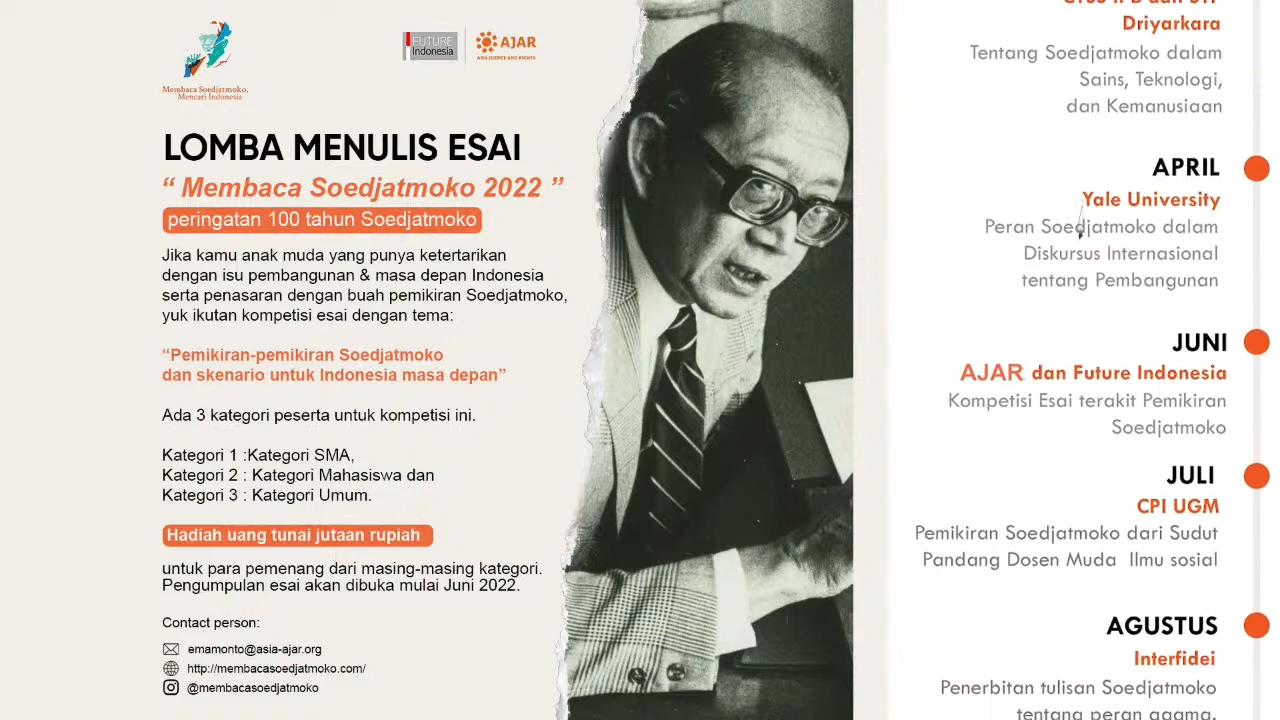 Membaca Soedjatmoko,
Mencari Indonesia
FUTURE
Indonesia
AJAR
ASIA JUSTICE AND RIGHTS
LOMBA MENULIS ESAI
“ Membaca Soedjatmoko 2022 ”
peringatan 100 tahun Soedjatmoko
Jika kamu anak muda yang punya ketertarikan
dengan isu pembangunan & masa depan Indonesia
serta penasaran dengan buah pemikiran Soedjatmoko,
yuk ikutan kompetisi esai dengan tema:
“Pemikiran-pemikiran Soedjatmoko
dan skenario untuk Indonesia masa depan”
Ada 3 kategori peserta untuk kompetisi ini.
Kategori 1 :Kategori SMA,
Kategori 2 : Kategori Mahasiswa dan
Kategori 3 : Kategori Umum.
Hadiah uang tunai jutaan rupiah
untuk para pemenang dari masing-masing kategori.
Pengumpulan esai akan dibuka mulai Juni 2022.
Contact person:
emamonto@asia-ajar.org
http://membacasoedjatmoko.com/
@membacasoedjatmoko
Driyarkara
Tentang Soedjatmoko dalam
Sains, Teknologi,
dan Kemanusiaan
APRIL
Yale University
Peran Soedjatmoko dalam
Diskursus Internasional
tentang Pembangunan
JUNI
AJAR dan Future Indonesia
Kompetisi Esai terakit Pemikiran
Soedjatmoko
JULI
CPI UGM
Pemikiran Soedjatmoko dari Sudut
Pandang Dosen Muda Ilmu sosial
AGUSTUS
Interfidei
Penerbitan tulisan Soedjatmoko
tentang peran agama,